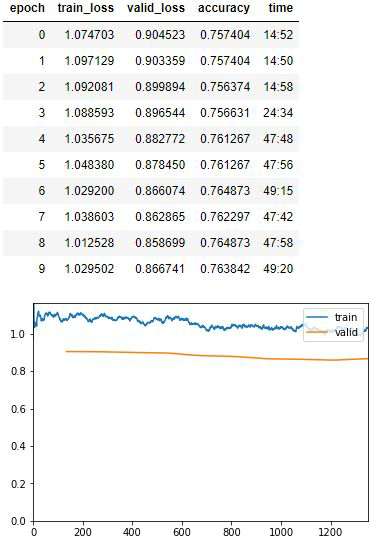 epoch train_loss valid_loss accuracy time
0 1.074703 0.904523 0.757404 14:52
1 1.097129 0.903359 0.757404 14:50
2 1.092081 0.899894 0.756374 14:58
3 1.088593 0.896544 0.756631 24:34
4 1.035675 0.882772 0.761267 47:48
5 1.048380 0.878450 0.761267 47:56
6 1.029200 0.866074 0.764873 49:15
7 1.038603 0.862865 0.762297 47:42
8 1.012528 0.858699 0.764873 47:58
9 1.029502 0.866741 0.763842 49:20
train
valid
1.0
0.8
0.6
0.4
0.2
0.0
0 200 400 600 800 1000 1200